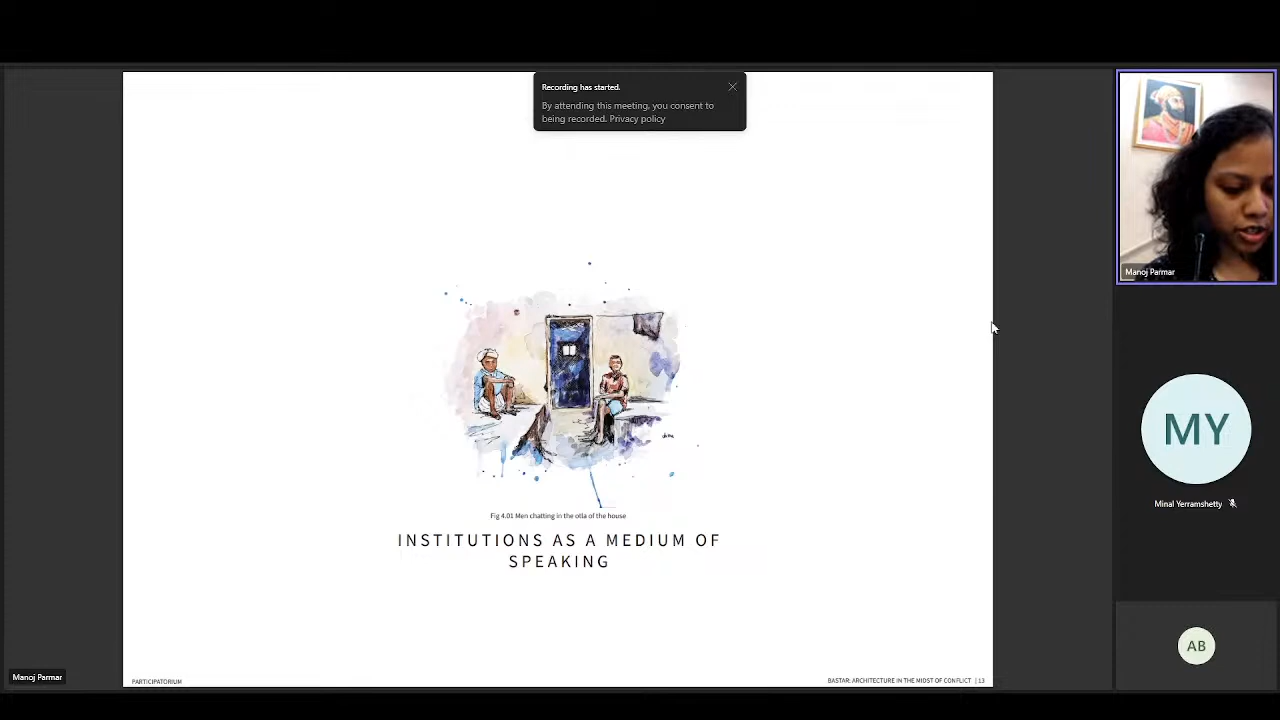 Recording has started.
By attending this meeting, you consent to
being recorded. Privacy policy
Manoj Parmar
MY
Minal Yerramshetty
Fig 4.01 Men chatting in the otla of the house
INSTITUTIONS AS A MEDIUM OF
SPEAKING
AB
Manoj Parmar
PARTICIPATORIUM
BASTAR: ARCHITECTURE IN THE MIDST OF CONFLICT | 13